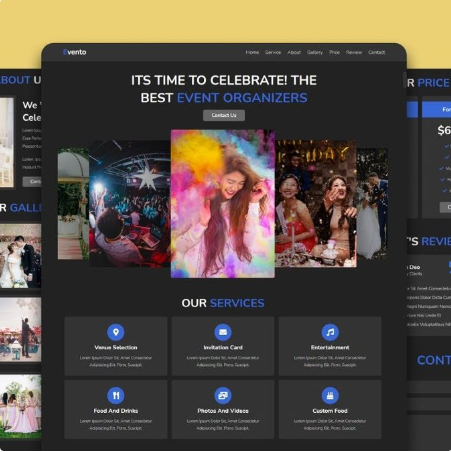 Evento
Home Service About Gallery Price Review Contact
ITS TIME TO CELEBRATE! THE
BEST EVENT ORGANIZERS
Contact Us
OUR SERVICES
Venue Selection
Lorem Ipsum Dolor Sit, Amet Consectetur
Adipisicing Elit. Porro, Suscipit.
Invitation Card
Lorem Ipsum Dolor Sit, Amet Consectetur
Adipisicing Elit. Porro, Suscipit.
Entertainment
Lorem Ipsum Dolor Sit, Amet Consectetur
Adipisicing Elit. Porro, Suscipit.
Food And Drinks
Lorem Ipsum Dolor Sit, Amet Consectetur
Adipisicing Elit. Porro, Suscipit.
Photos And Videos
Lorem Ipsum Dolor Sit, Amet Consectetur
Adipisicing Elit. Porro, Suscipit.
Custom Food
Lorem Ipsum Dolor Sit, Amet Consectetur
Adipisicing Elit. Porro, Suscipit.
ABOUT U
We
Cele
R GALL
R PRICE
For
$6
'S REVIE
Deo
CONT